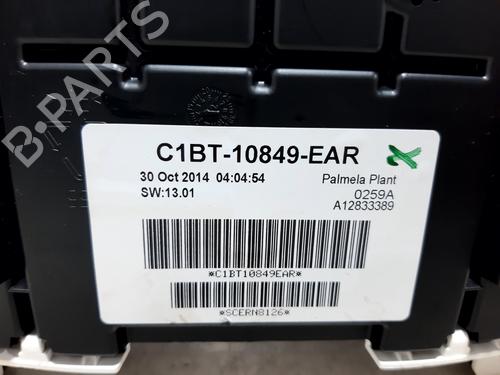 B-PARTS
C1BT-10849-EAR
30 Oct 2014 04:04:54 Palmela Plant
SW:13.01 0259A
A12833389
*C1BT10849EAR*
*SCERN8126*